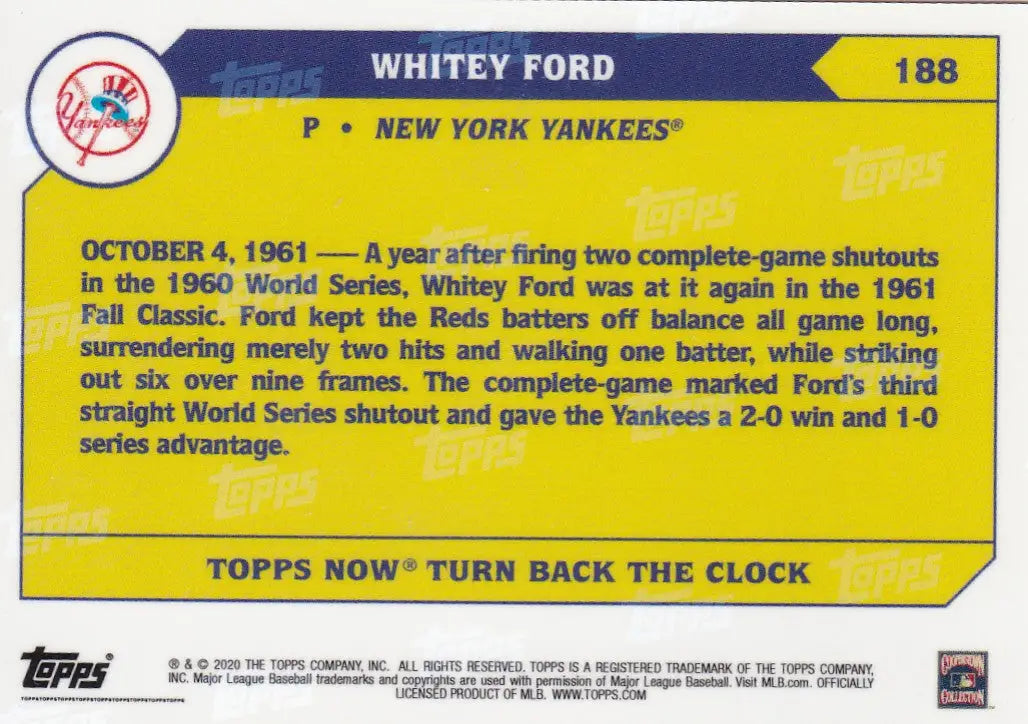 WHITEY FORD
188
Yankees
P • NEW YORK YANKEES®
OCTOBER 4, 1961 — A year after firing two complete-game shutouts
in the 1960 World Series, Whitey Ford was at it again in the 1961
Fall Classic. Ford kept the Reds batters off balance all game long,
surrendering merely two hits and walking one batter, while striking
out six over nine frames. The complete-game marked Ford's third
straight World Series shutout and gave the Yankees a 2-0 win and 1-0
series advantage.
TOPPS NOW® TURN BACK THE CLOCK
Topps®
TOPPSTOPPSTOPPSTOPPSTOPPSTOPPSTOPPSTOPPS
® & © 2020 THE TOPPS COMPANY, INC. ALL RIGHTS RESERVED. TOPPS IS A REGISTERED TRADEMARK OF THE TOPPS COMPANY,
INC. Major League Baseball trademarks and copyrights are used with permission of Major League Baseball. Visit MLB.com. OFFICIALLY
LICENSED PRODUCT OF MLB. WWW.TOPPS.COM
COOPERSTOWN
COLLECTION